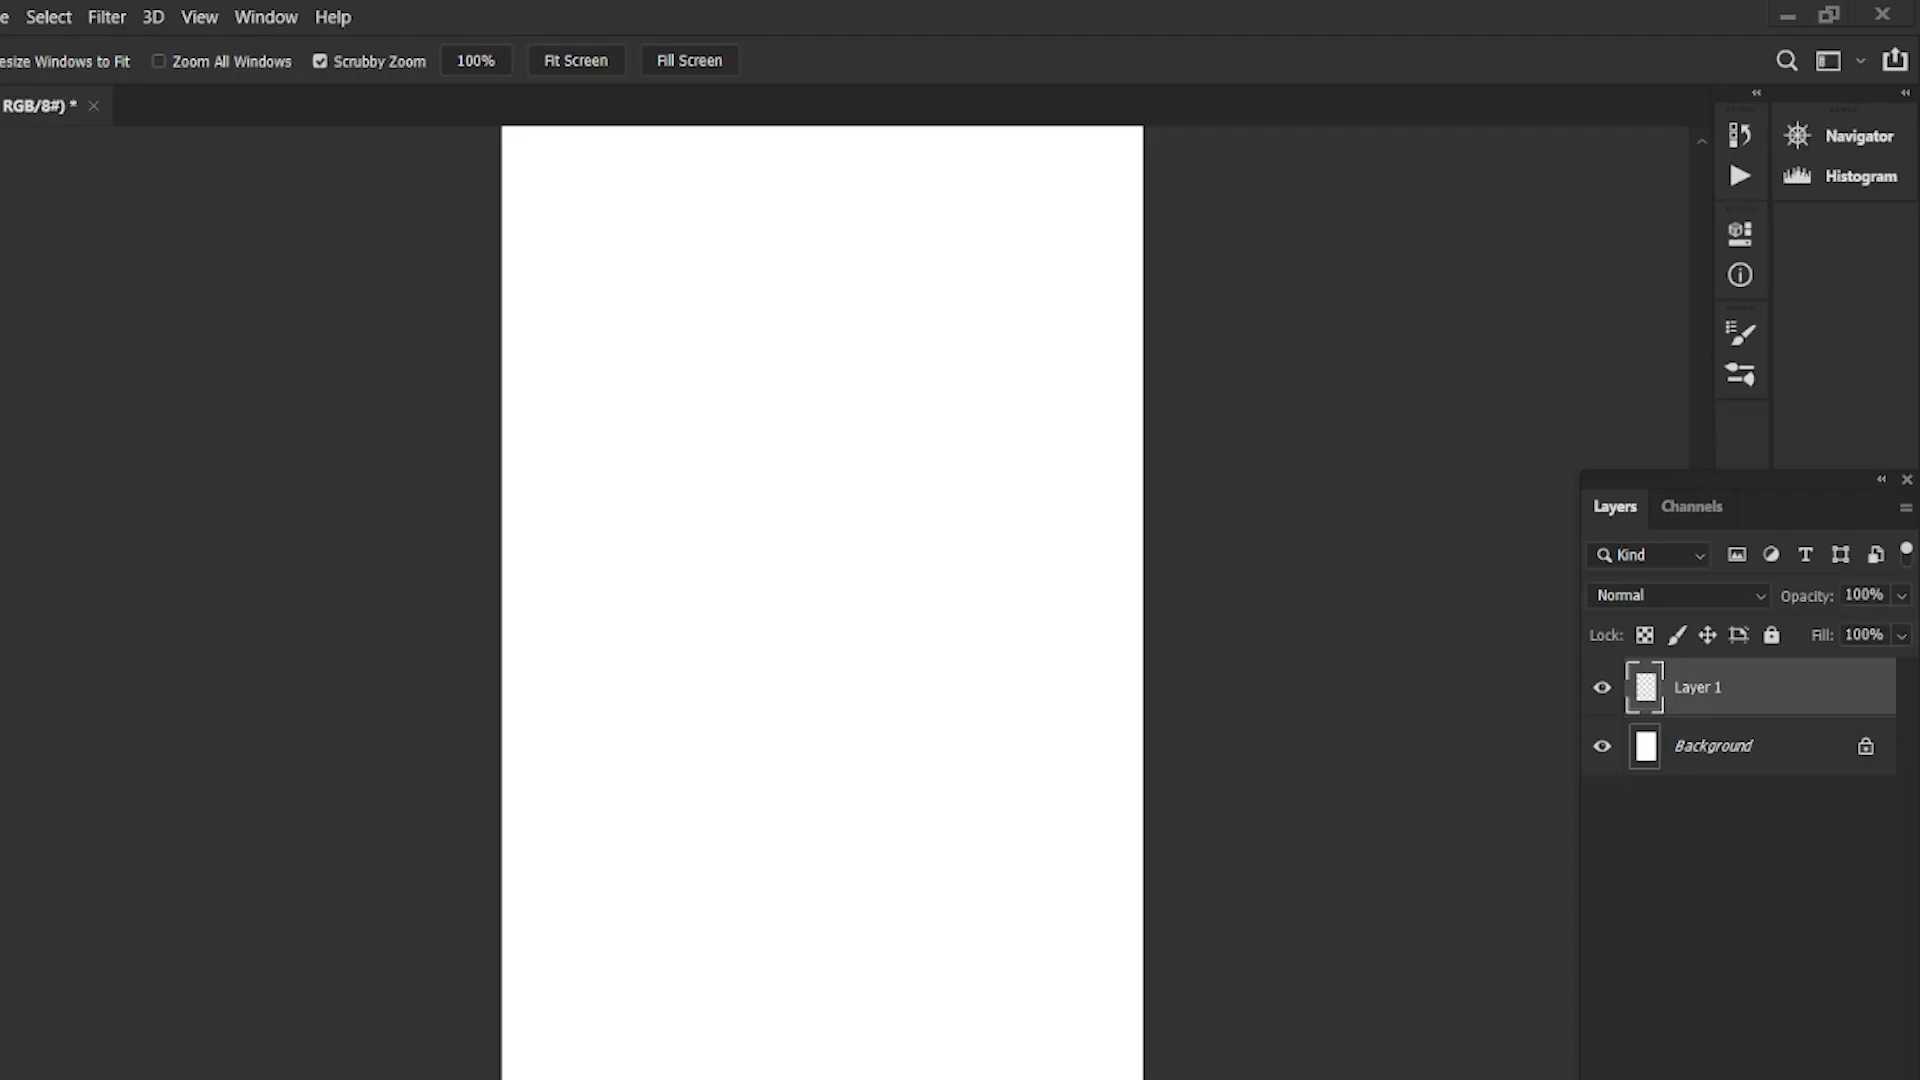 e Select Filter 3D View Window Help
esize Windows to Fit Zoom All Windows Scrubby Zoom 100% Fit Screen Fill Screen
RGB/8#) *
Navigator
Histogram
Layers Channels
Kind
Normal Opacity: 100%
Lock: Fill: 100%
Layer 1
Background